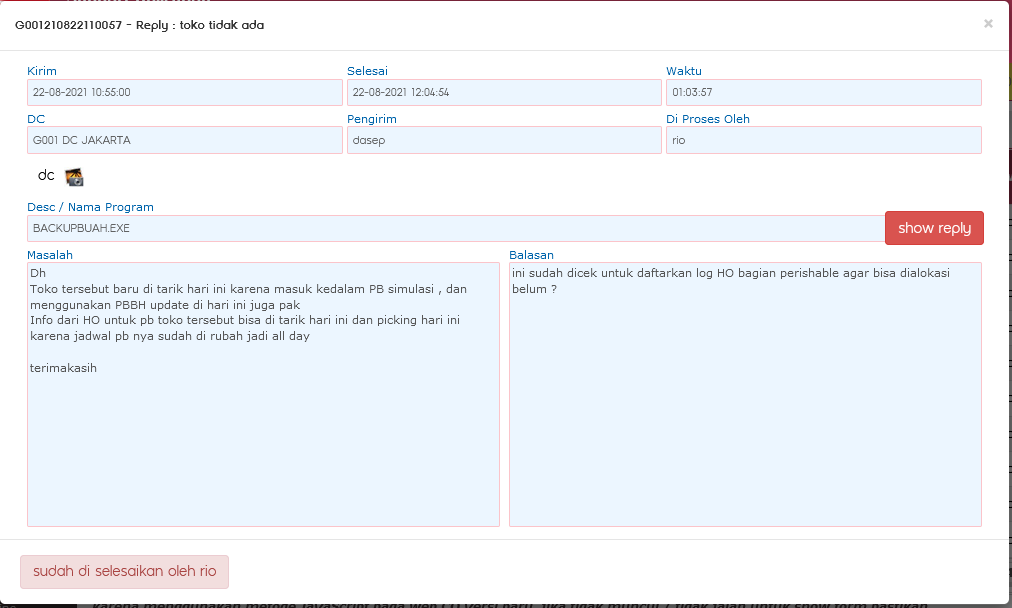 G001210822110057 - Reply : toko tidak ada
×
Kirim
Selesai
Waktu
22-08-2021 10:55:00
22-08-2021 12:04:54
01:03:57
DC
Pengirim
Di Proses Oleh
G001 DC JAKARTA
dasep
rio
dc
Desc / Nama Program
BACKUPBUAH.EXE
show reply
Masalah
Dh
Toko tersebut baru di tarik hari ini karena masuk kedalam PB simulasi , dan
menggunakan PBBH update di hari ini juga pak
Info dari HO untuk pb toko tersebut bisa di tarik hari ini dan picking hari ini
karena jadwal pb nya sudah di rubah jadi all day
terimakasih
Balasan
ini sudah dicek untuk daftarkan log HO bagian perishable agar bisa dialokasi
belum ?
sudah di selesaikan oleh rio